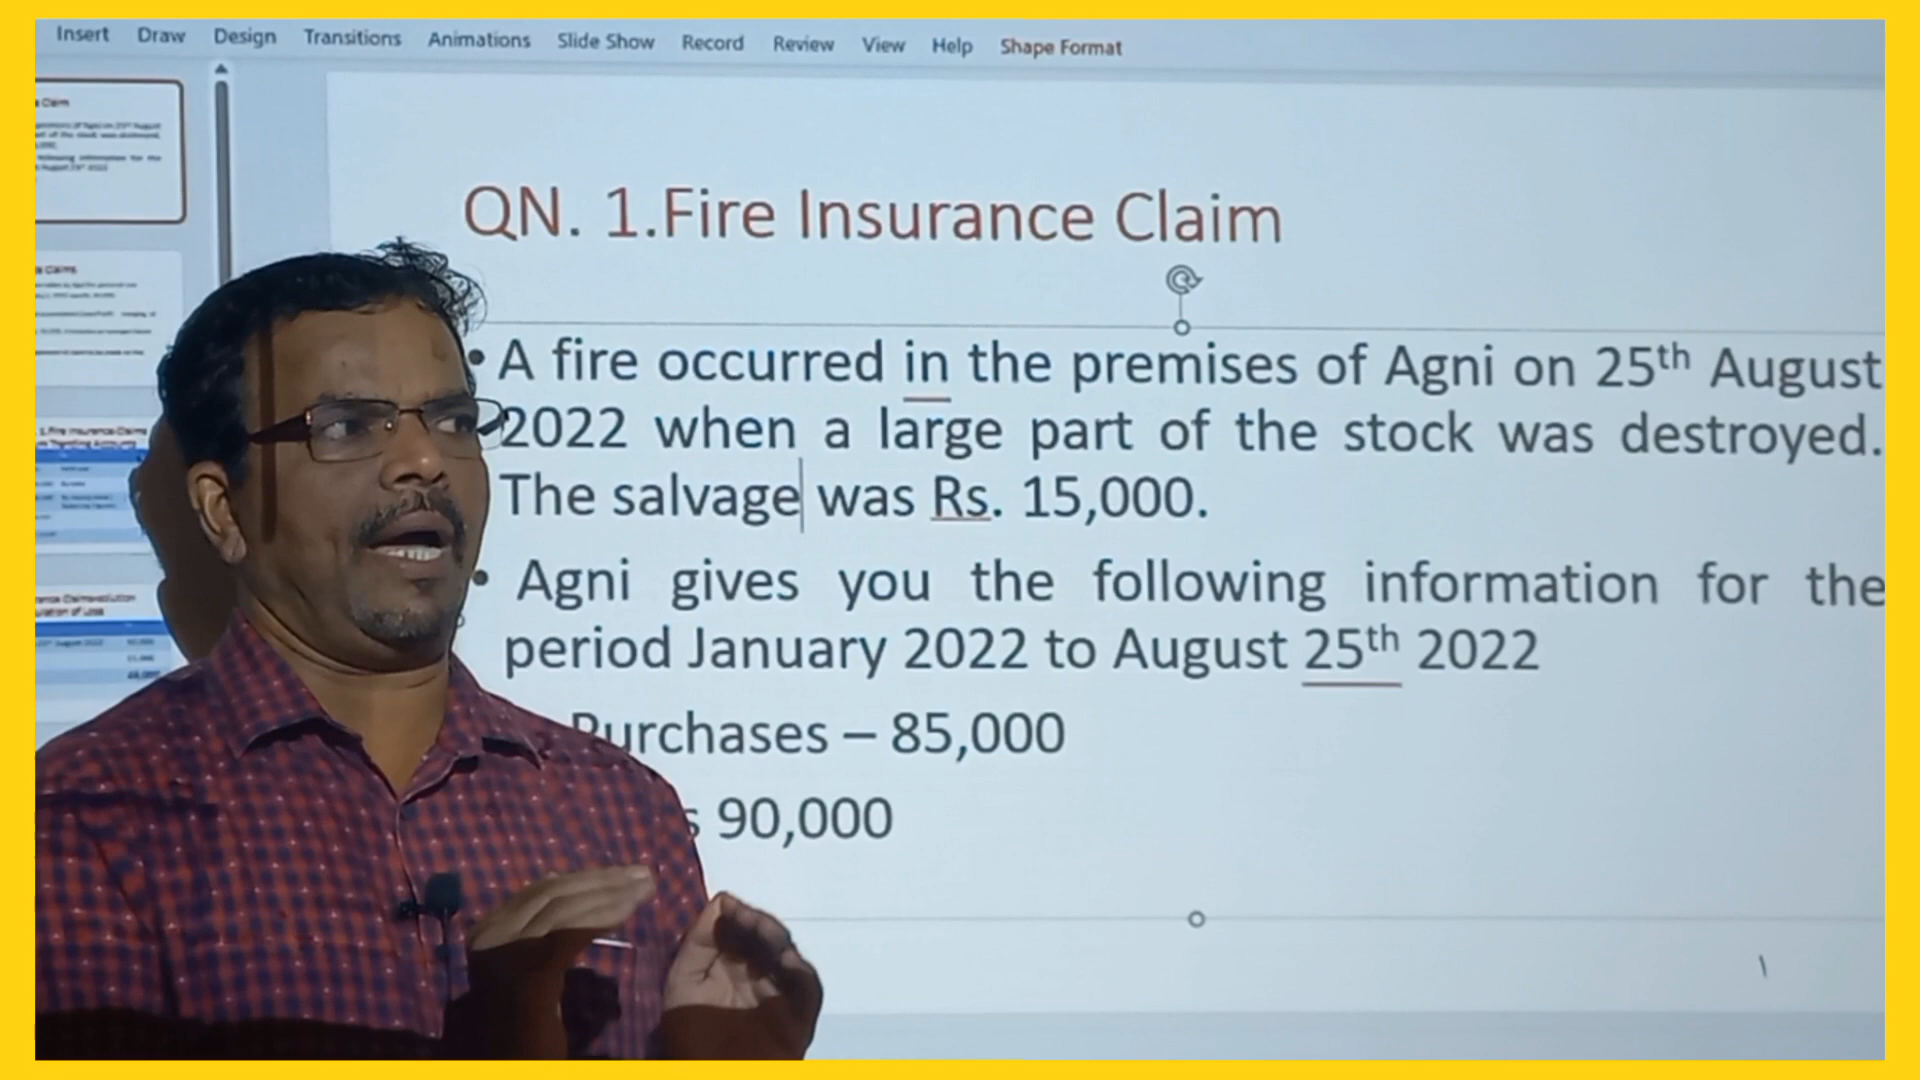 Insert Draw Design Transitions Animations Slide Show Record Review View Help Shape Format
QN. 1.Fire Insurance Claim
• A fire occurred in the premises of Agni on 25th August
2022 when a large part of the stock was destroyed.
The salvage was Rs. 15,000.
• Agni gives you the following information for the
period January 2022 to August 25th 2022
Purchases – 85,000
s 90,000